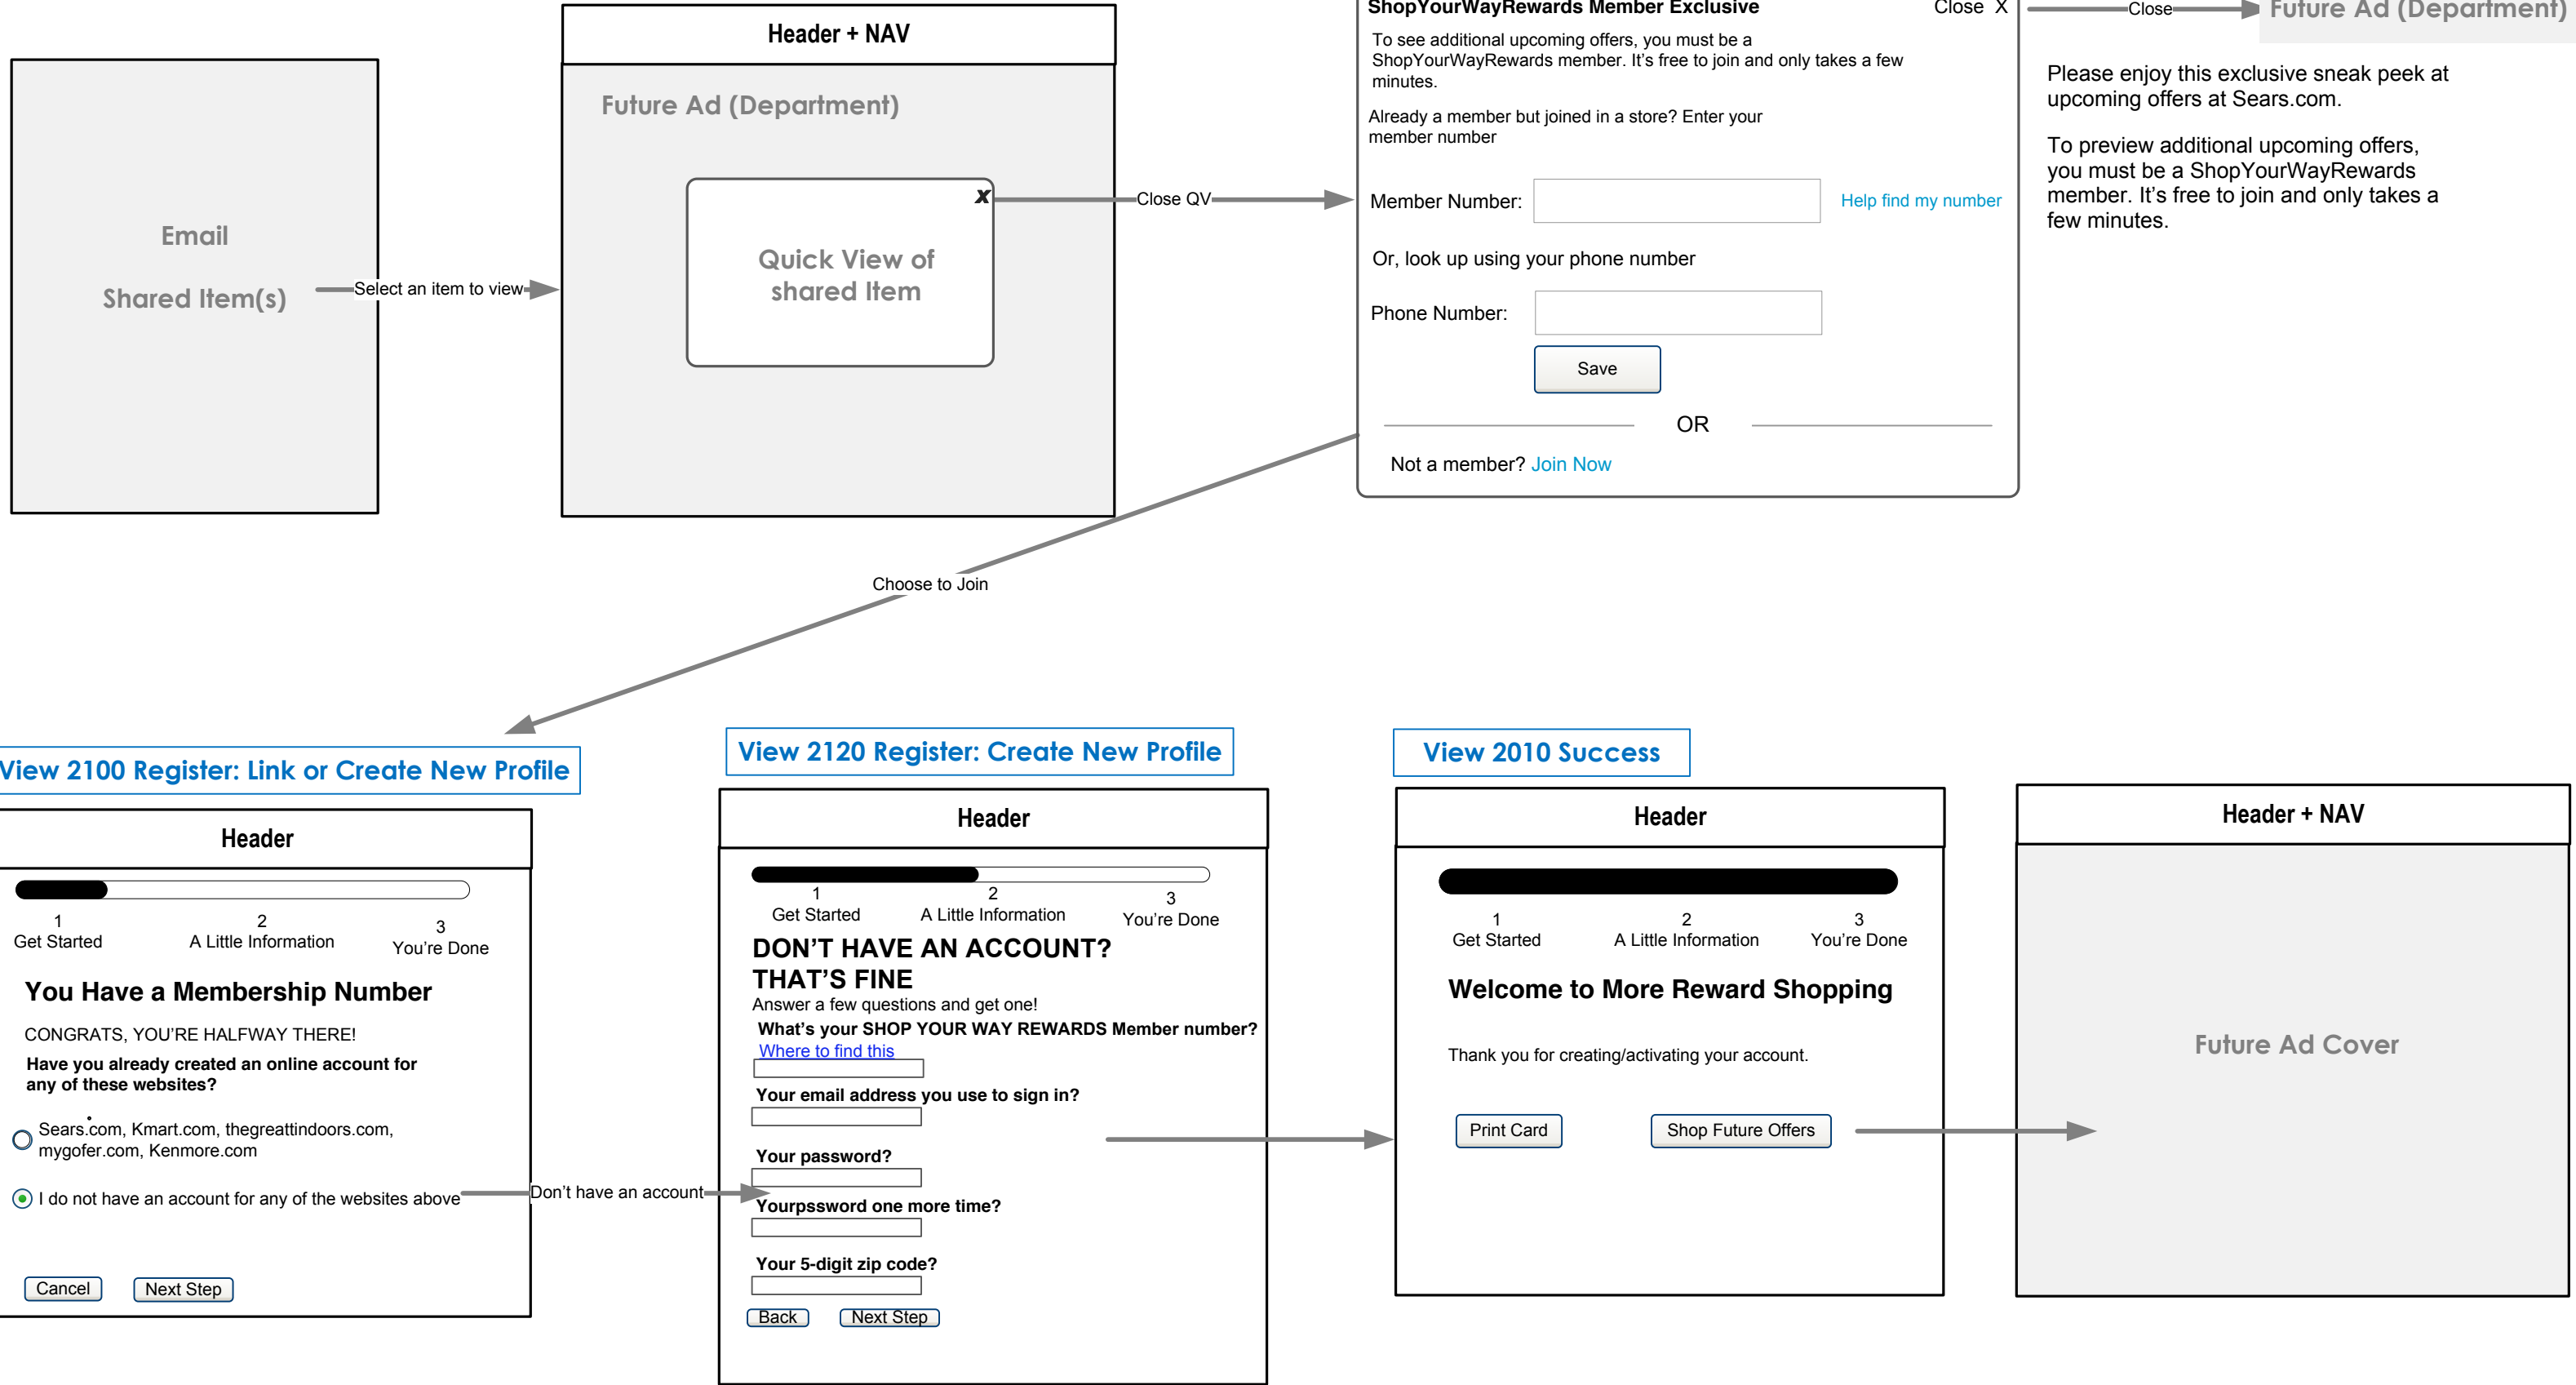 Email
Shared Item(s)
Select an item to view
Header + NAV
Future Ad (Department)
x
Quick View of
shared Item
Close QV
ShopYourWayRewards Member Exclusive
Close X
To see additional upcoming offers, you must be a
ShopYourWayRewards member. It's free to join and only takes a few
minutes.
Already a member but joined in a store? Enter your
member number
Member Number:
Help find my number
Or, look up using your phone number
Phone Number:
Save
OR
Not a member? Join Now
Close
Future Ad (Department)
Please enjoy this exclusive sneak peek at
upcoming offers at Sears.com.
To preview additional upcoming offers,
you must be a ShopYourWayRewards
member. It's free to join and only takes a
few minutes.
Choose to Join
View 2100 Register: Link or Create New Profile
Header
1
Get Started
2
A Little Information
3
You're Done
You Have a Membership Number
CONGRATS, YOU'RE HALFWAY THERE!
Have you already created an online account for
any of these websites?
Sears.com, Kmart.com, thegreattindoors.com,
mygofer.com, Kenmore.com
I do not have an account for any of the websites above
Cancel
Next Step
Don't have an account
View 2120 Register: Create New Profile
Header
1
Get Started
2
A Little Information
3
You're Done
DON'T HAVE AN ACCOUNT?
THAT'S FINE
Answer a few questions and get one!
What's your SHOP YOUR WAY REWARDS Member number?
Where to find this
Your email address you use to sign in?
Your password?
Yourpssword one more time?
Your 5-digit zip code?
Back
Next Step
View 2010 Success
Header
1
Get Started
2
A Little Information
3
You're Done
Welcome to More Reward Shopping
Thank you for creating/activating your account.
Print Card
Shop Future Offers
Header + NAV
Future Ad Cover